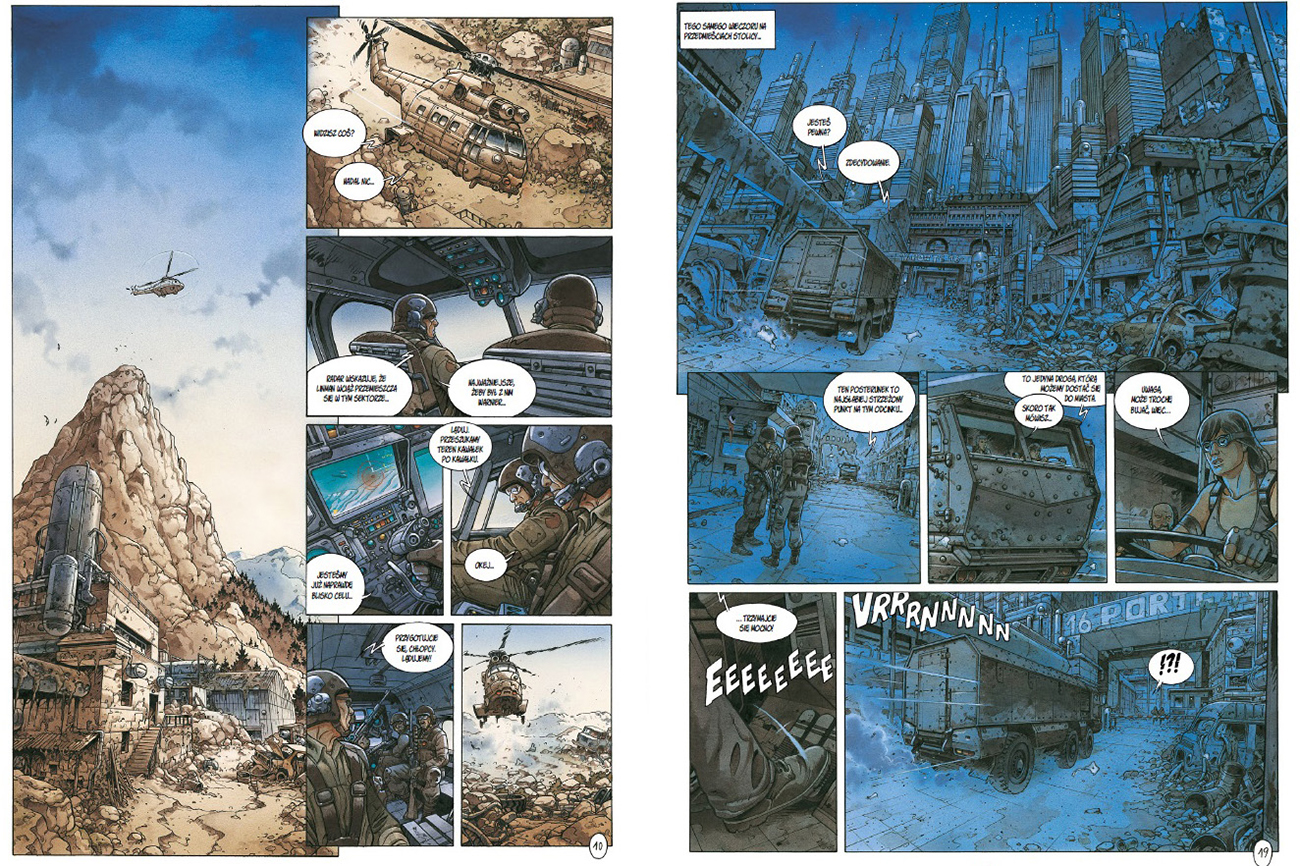 WIDZISZ COŚ?
NADAL NIC...
RADAR WSKAZUJE, ŻE
LINMAN WCIĄŻ PRZEMIESZCZA
SIĘ W TYM SEKTORZE...
NAJWAŻNIEJSZE,
ŻEBY BYŁ Z NIM
WARNIER...
LĄDUJ.
PRZESZUKAMY
TEREN KAWAŁEK
PO KAWAŁKU.
JESTEŚMY
JUŻ NAPRAWDĘ
BLISKO CELU...
OKEJ...
PRZYGOTUJCIE
SIĘ, CHŁOPCY.
LĄDUJEMY!
10
TEGO SAMEGO WIECZORU NA
PRZEDMIEŚCIACH STOLICY...
JESTEŚ
PEWNA?
ZDECYDOWANIE.
TEN POSTERUNEK TO
NAJSŁABIEJ STRZEŻONY
PUNKT NA TYM ODCINKU...
TO JEDYNA DROGA, KTÓRĄ
MOŻEMY DOSTAĆ SIĘ
DO MIASTA.
SKORO TAK
MÓWISZ...
UWAGA,
MOŻE TROCHĘ
BUJAĆ, WIĘC...
... TRZYMAJCIE
SIĘ MOCNO!
EEEEEEEE
VRRRNNNNN
16 PORT
!?!
19